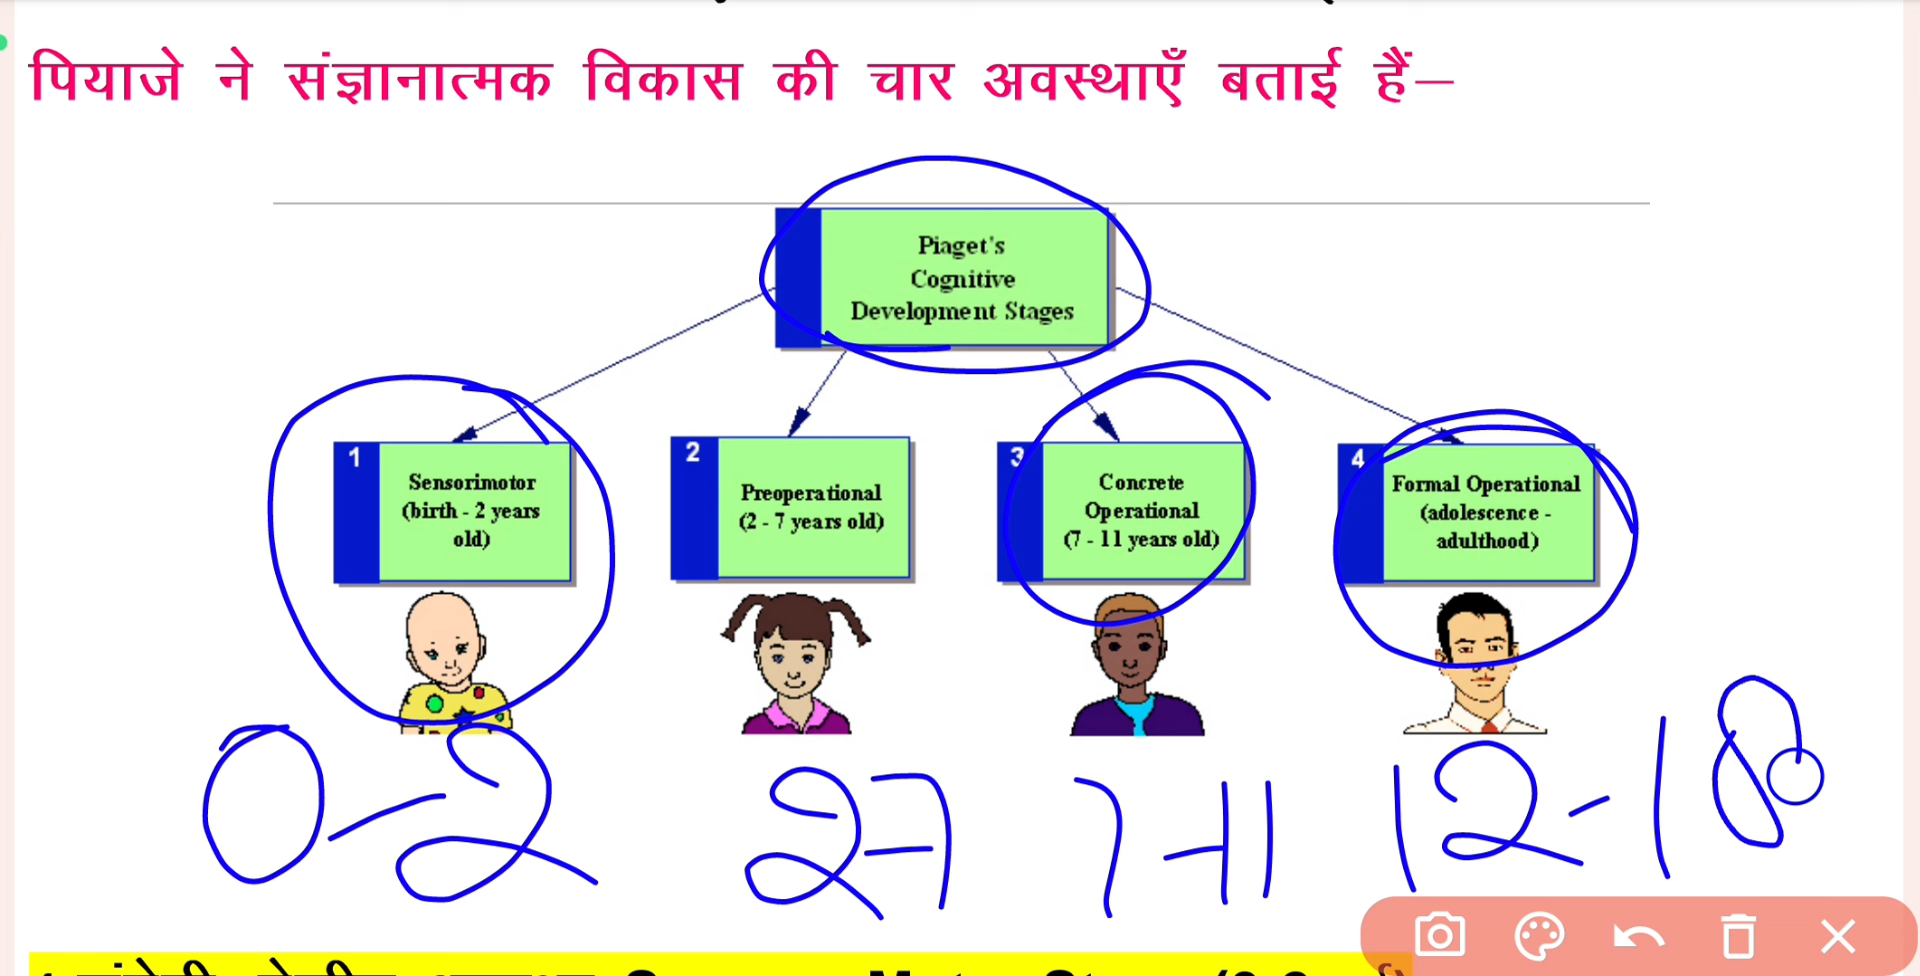 पियाजे ने संज्ञानात्मक विकास की चार अवस्थाएँ बताई हैं—
Piaget's
Cognitive
Development Stages
1
Sensorimotor
(birth - 2 years
old)
2
Preoperational
(2 - 7 years old)
3
Concrete
Operational
(7 - 11 years old)
4
Formal Operational
(adolescence -
adulthood)
0-2
2-7
7-11
12-18